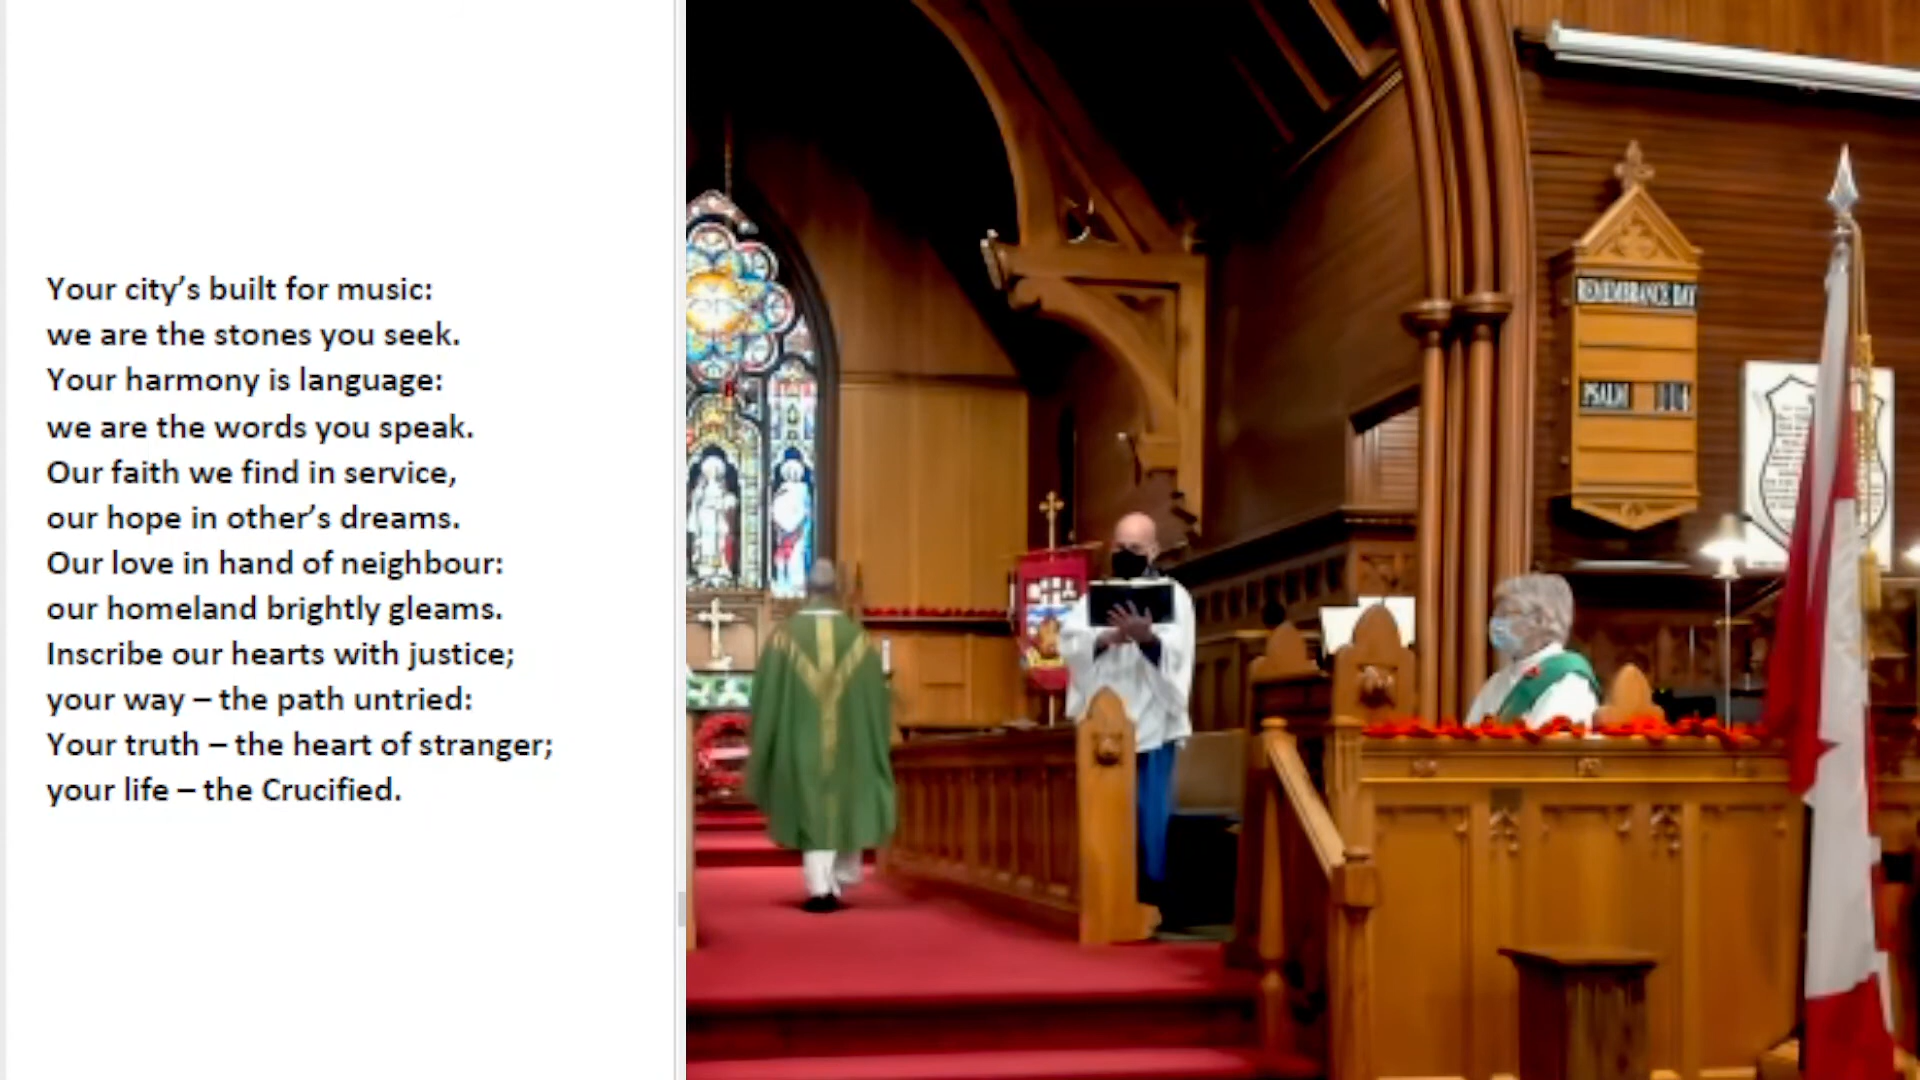 Your city’s built for music:
we are the stones you seek.
Your harmony is language:
we are the words you speak.
Our faith we find in service,
our hope in other’s dreams.
Our love in hand of neighbour:
our homeland brightly gleams.
Inscribe our hearts with justice;
your way – the path untried:
Your truth – the heart of stranger;
your life – the Crucified.
REMEMBRANCE DAY
PSALM